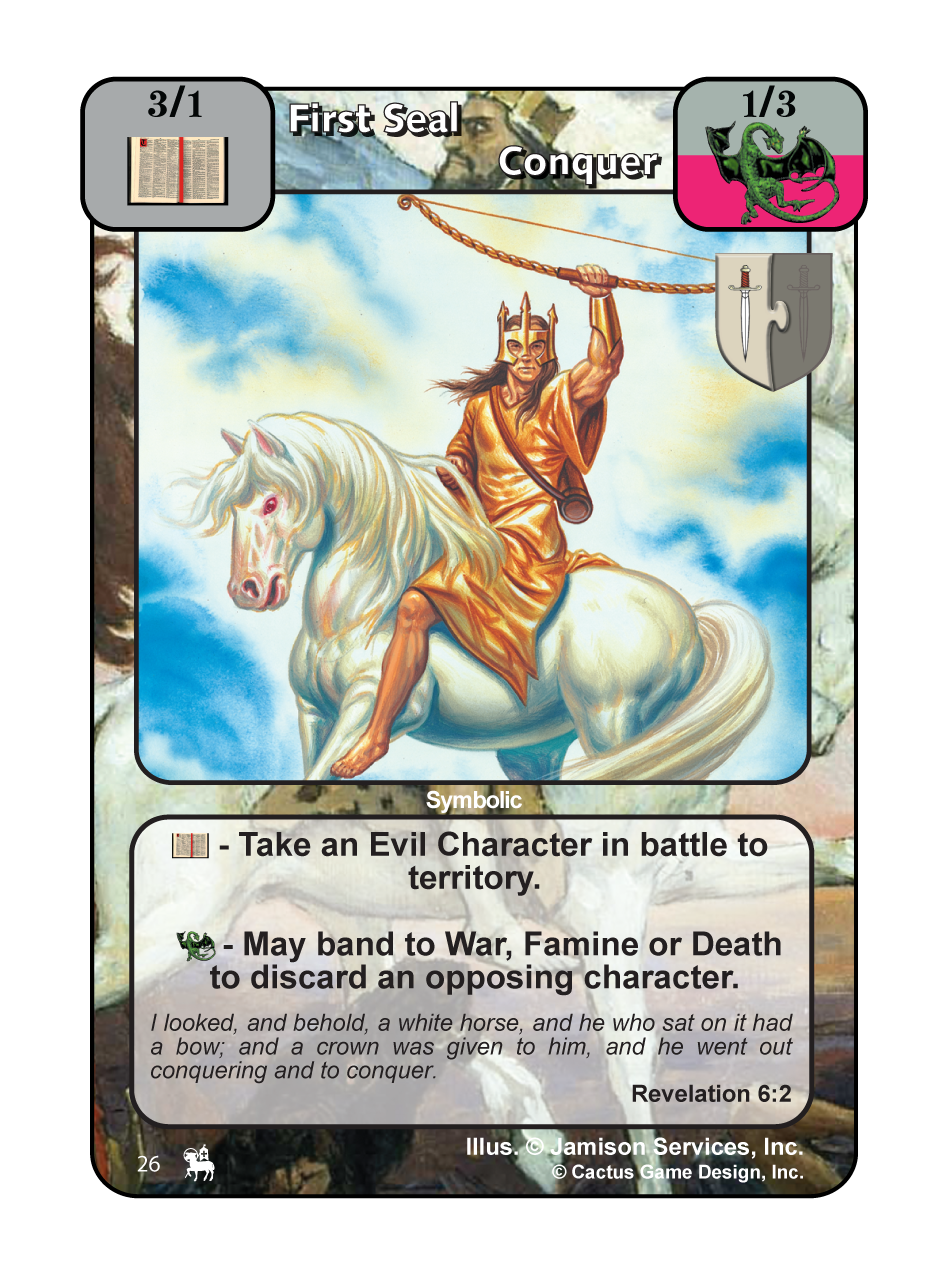 3/1
First Seal
Conquer
1/3
Symbolic
- Take an Evil Character in battle to
territory.
- May band to War, Famine or Death
to discard an opposing character.
I looked, and behold, a white horse, and he who sat on it had
a bow; and a crown was given to him, and he went out
conquering and to conquer.
Revelation 6:2
Illus. © Jamison Services, Inc.
26
© Cactus Game Design, Inc.